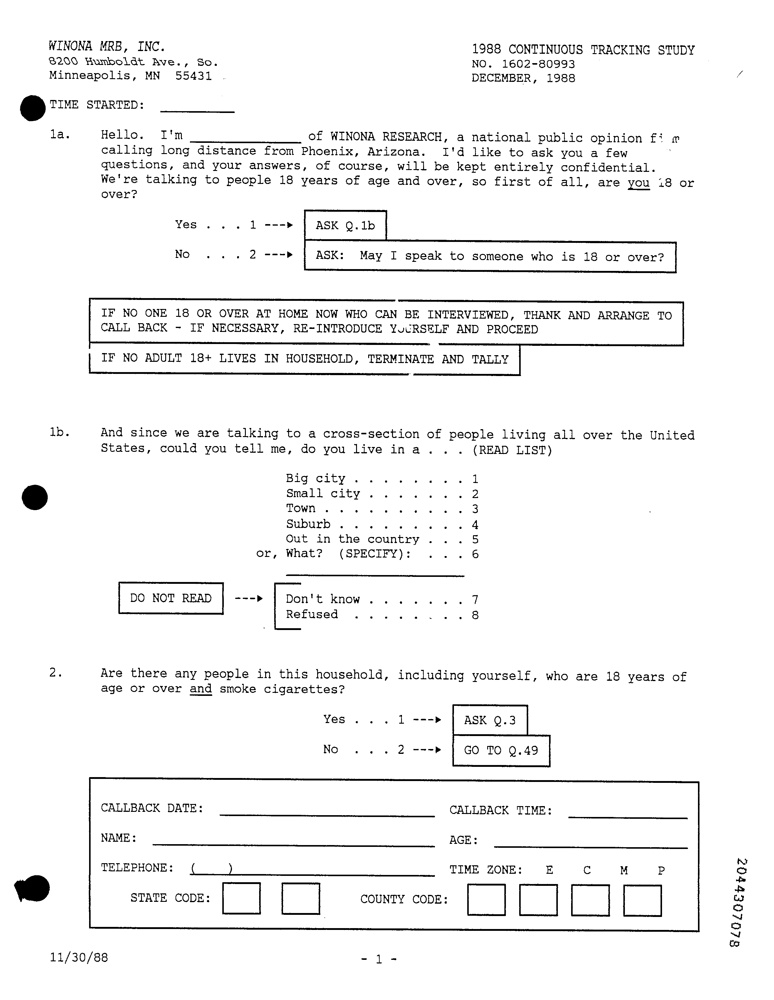 WINONA MRB, INC.
8200 Humboldt Ave., So.
Minneapolis, MN 55431
1988 CONTINUOUS TRACKING STUDY
NO. 1602-80993
DECEMBER, 1988
TIME STARTED: __________
1a. Hello. I'm _______________ of WINONA RESEARCH, a national public opinion
calling long distance from Phoenix, Arizona. I'd like to ask you a few
questions, and your answers, of course, will be kept entirely confidential.
We're talking to people 18 years of age and over, so first of all, are you 18 or
over?
Yes . . . 1 ---► ASK Q.1b
No . . . 2 ---► ASK: May I speak to someone who is 18 or over?
IF NO ONE 18 OR OVER AT HOME NOW WHO CAN BE INTERVIEWED, THANK AND ARRANGE TO
CALL BACK - IF NECESSARY, RE-INTRODUCE YOURSELF AND PROCEED
IF NO ADULT 18+ LIVES IN HOUSEHOLD, TERMINATE AND TALLY
1b. And since we are talking to a cross-section of people living all over the United
States, could you tell me, do you live in a . . . (READ LIST)
Big city . . . . . . . . 1
Small city . . . . . . . 2
Town . . . . . . . . . . 3
Suburb . . . . . . . . . 4
Out in the country . . . 5
or, What? (SPECIFY): . . . 6
DO NOT READ ---► Don't know . . . . . . . 7
Refused . . . . . . . . 8
2. Are there any people in this household, including yourself, who are 18 years of
age or over and smoke cigarettes?
Yes . . . 1 ---► ASK Q.3
No . . . 2 ---► GO TO Q.49
CALLBACK DATE: ____________________ CALLBACK TIME: __________
NAME: ____________________ AGE: __________
TELEPHONE: ( ) ____________________ TIME ZONE: E C M P
STATE CODE: COUNTY CODE:
2044307078
11/30/88
- 1 -